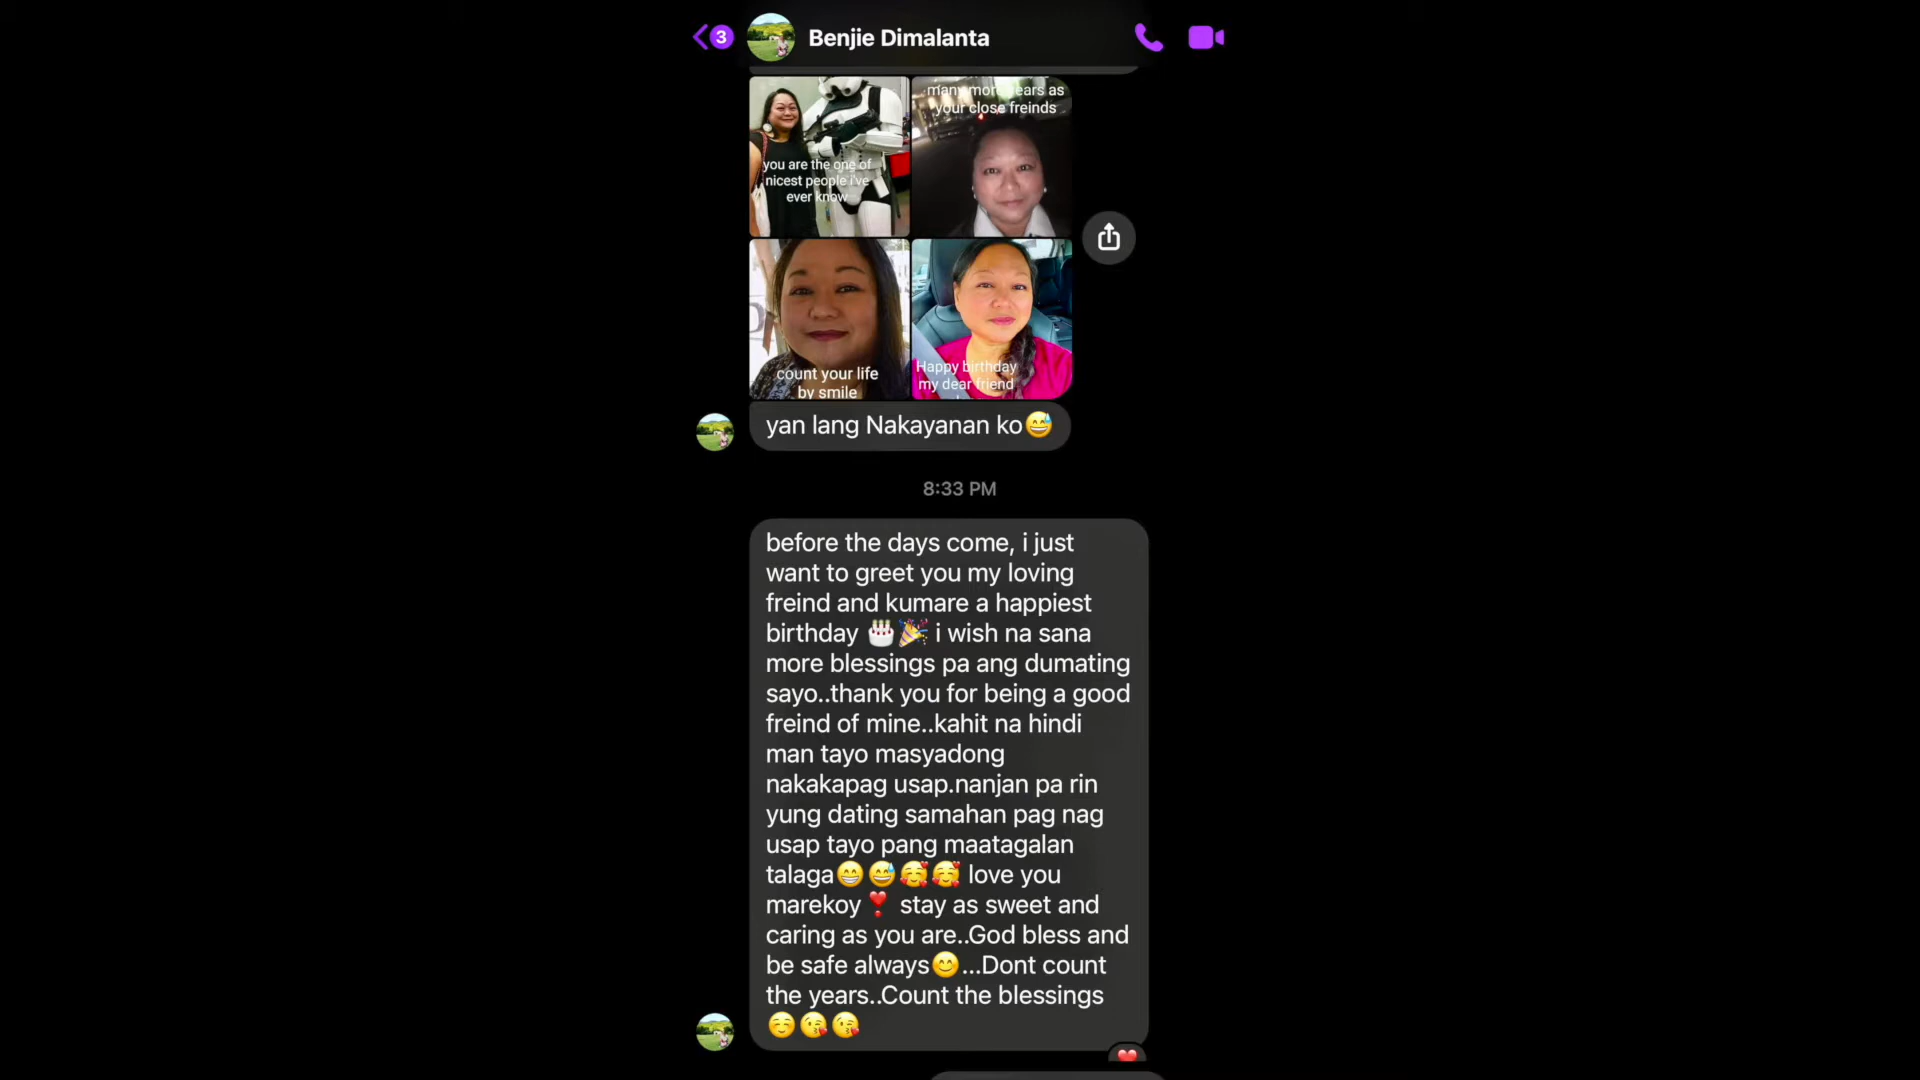 3
Benjie Dimalanta
you are the one of
nicest people i've
ever know
many more years as
your close freinds
count your life
by smile
Happy birthday
my dear friend
yan lang Nakayanan ko😅
8:33 PM
before the days come, i just
want to greet you my loving
freind and kumare a happiest
birthday 🎂🎉 i wish na sana
more blessings pa ang dumating
sayo..thank you for being a good
freind of mine..kahit na hindi
man tayo masyadong
nakakapag usap.nanjan pa rin
yung dating samahan pag nag
usap tayo pang maatagalan
talaga😁😅🥰🥰 love you
marekoy❣️ stay as sweet and
caring as you are..God bless and
be safe always😊...Dont count
the years..Count the blessings
☺️😘😘